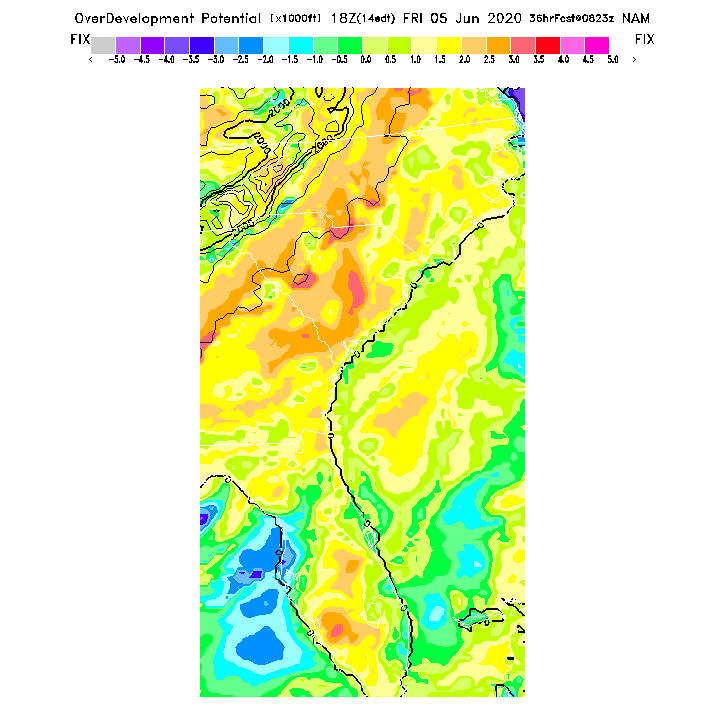 OverDevelopment Potential [x1000ft] 18Z(14edt) FRI 05 Jun 2020 36hrFcst@0823z NAM
FIX FIX
< -5.0 -4.5 -4.0 -3.5 -3.0 -2.5 -2.0 -1.5 -1.0 -0.5 0.0 0.5 1.0 1.5 2.0 2.5 3.0 3.5 4.0 4.5 5.0 >
2000
2000